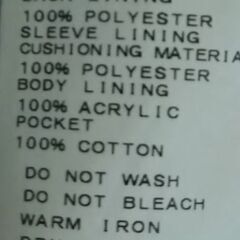 100% POLYESTER
SLEEVE LINING
CUSHIONING MATERIA
100% POLYESTER
BODY LINING
100% ACRYLIC
POCKET
100% COTTON
DO NOT WASH
DO NOT BLEACH
WARM IRON